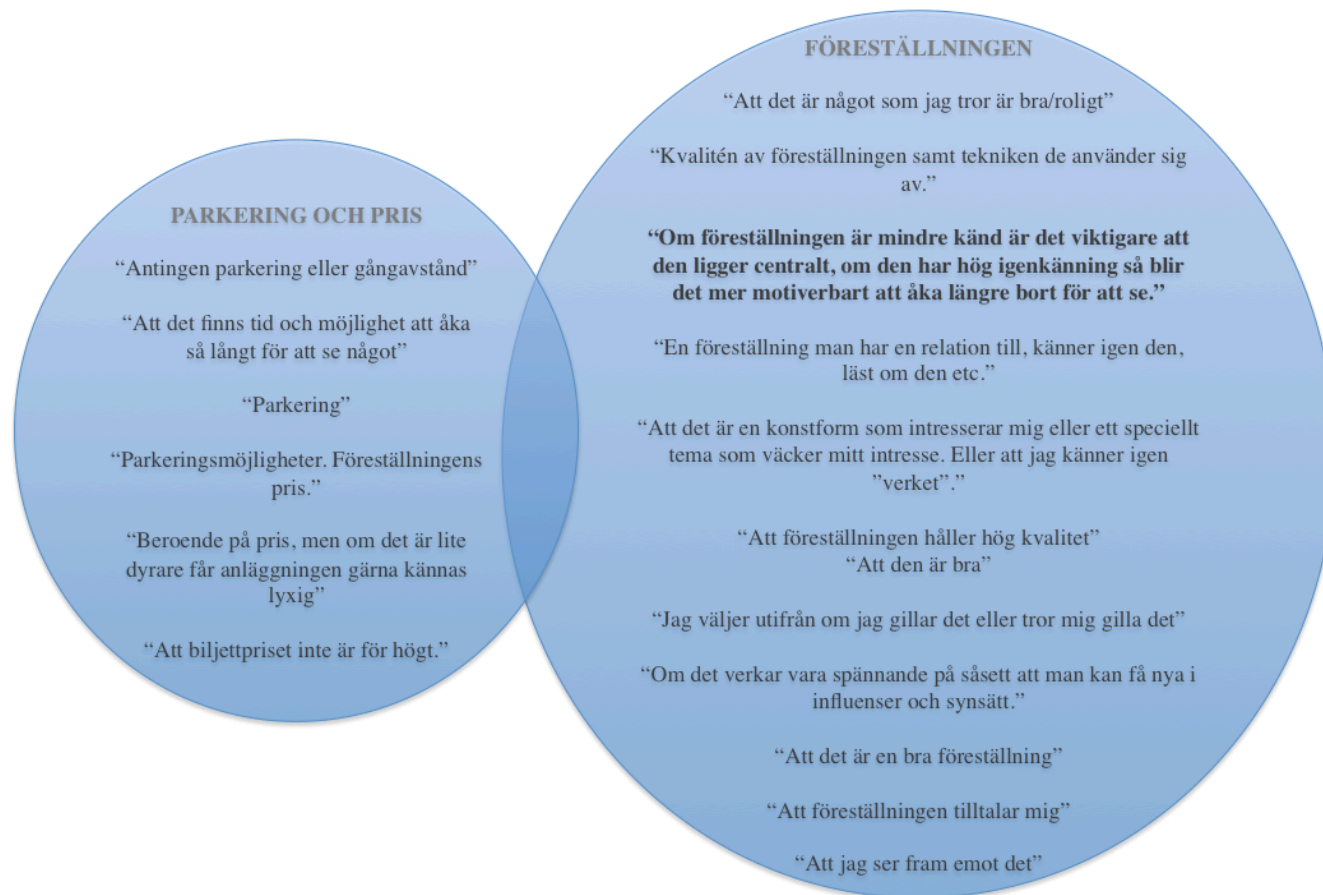 PARKERING OCH PRIS
“Antingen parkering eller gångavstånd”
“Att det finns tid och möjlighet att åka
så långt för att se något”
“Parkering”
“Parkeringsmöjligheter. Föreställningens
pris.”
“Beroende på pris, men om det är lite
dyrare får anläggningen gärna kännas
lyxig”
“Att biljettpriset inte är för högt.”
FÖRESTÄLLNINGEN
“Att det är något som jag tror är bra/roligt”
“Kvalitén av föreställningen samt tekniken de använder sig
av.”
“Om föreställningen är mindre känd är det viktigare att
den ligger centralt, om den har hög igenkänning så blir
det mer motiverbart att åka längre bort för att se.”
“En föreställning man har en relation till, känner igen den,
läst om den etc.”
“Att det är en konstform som intresserar mig eller ett speciellt
tema som väcker mitt intresse. Eller att jag känner igen
”verket”.”
“Att föreställningen håller hög kvalitet”
“Att den är bra”
“Jag väljer utifrån om jag gillar det eller tror mig gilla det”
“Om det verkar vara spännande på såsett att man kan få nya i
influenser och synsätt.”
“Att det är en bra föreställning”
“Att föreställningen tilltalar mig”
“Att jag ser fram emot det”